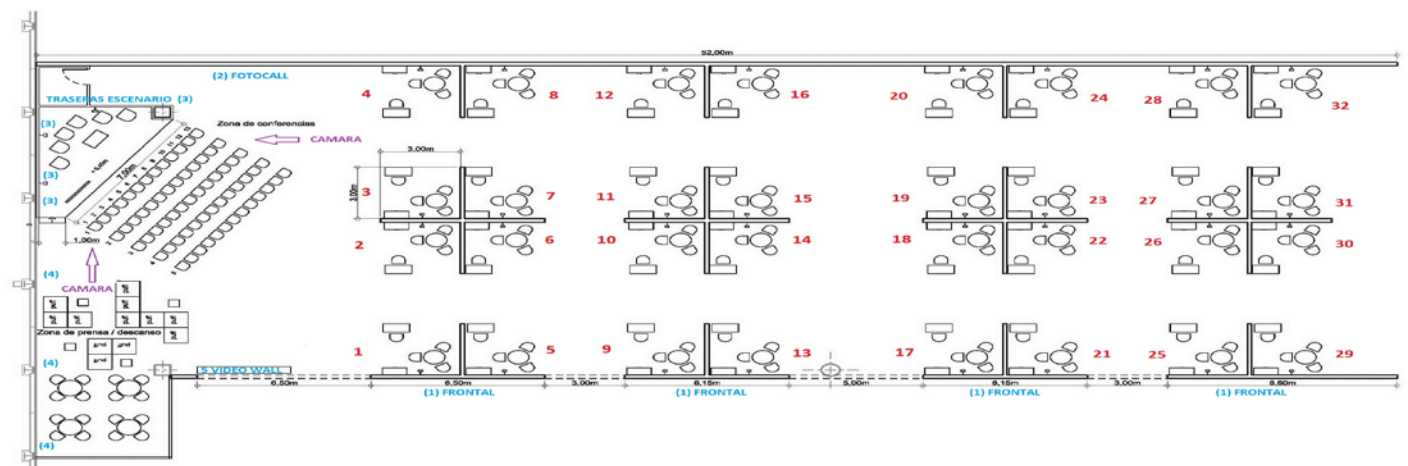 52,00m
(2) FOTOCALL
TRASERAS ESCENARIO (3)
4
8
12
16
20
24
28
32
(3)
Zona de conferencias
CAMARA
7,00m
3,00m
3,00m
(3)
(3)
3
7
11
15
19
23
27
31
1,00m
2
6
10
14
18
22
26
30
(4)
CAMARA
Zona de prensa / descanso
1
5
9
13
17
21
25
29
(4)
5 VIDEO WALL
6,50m
6,50m
3,00m
6,15m
5,00m
6,15m
3,00m
(1) FRONTAL
(1) FRONTAL
(1) FRONTAL
(1) FRONTAL
(4)